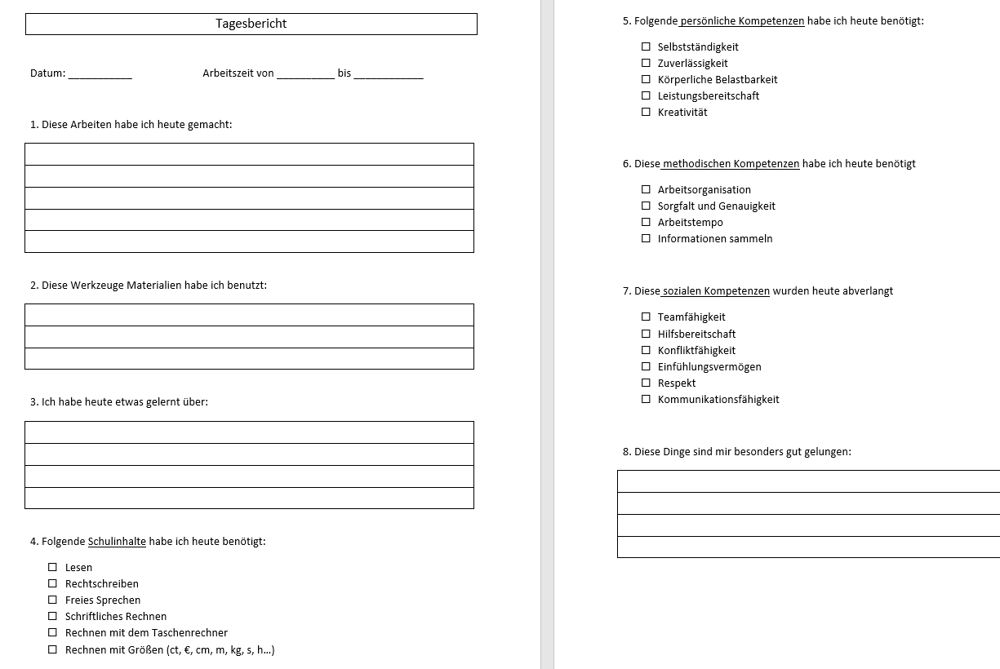 Tagesbericht
Datum: ___________ Arbeitszeit von __________ bis ____________
1. Diese Arbeiten habe ich heute gemacht:
2. Diese Werkzeuge Materialien habe ich benutzt:
3. Ich habe heute etwas gelernt über:
4. Folgende Schulinhalte habe ich heute benötigt:
☐ Lesen
☐ Rechtschreiben
☐ Freies Sprechen
☐ Schriftliches Rechnen
☐ Rechnen mit dem Taschenrechner
☐ Rechnen mit Größen (ct, €, cm, m, kg, s, h…)
5. Folgende persönliche Kompetenzen habe ich heute benötigt:
☐ Selbstständigkeit
☐ Zuverlässigkeit
☐ Körperliche Belastbarkeit
☐ Leistungsbereitschaft
☐ Kreativität
6. Diese methodischen Kompetenzen habe ich heute benötigt
☐ Arbeitsorganisation
☐ Sorgfalt und Genauigkeit
☐ Arbeitstempo
☐ Informationen sammeln
7. Diese sozialen Kompetenzen wurden heute abverlangt
☐ Teamfähigkeit
☐ Hilfsbereitschaft
☐ Konfliktfähigkeit
☐ Einfühlungsvermögen
☐ Respekt
☐ Kommunikationsfähigkeit
8. Diese Dinge sind mir besonders gut gelungen: